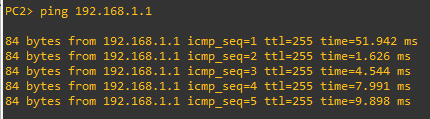 PC2> ping 192.168.1.1
84 bytes from 192.168.1.1 icmp_seq=1 ttl=255 time=51.942 ms
84 bytes from 192.168.1.1 icmp_seq=2 ttl=255 time=1.626 ms
84 bytes from 192.168.1.1 icmp_seq=3 ttl=255 time=4.544 ms
84 bytes from 192.168.1.1 icmp_seq=4 ttl=255 time=7.991 ms
84 bytes from 192.168.1.1 icmp_seq=5 ttl=255 time=9.898 ms